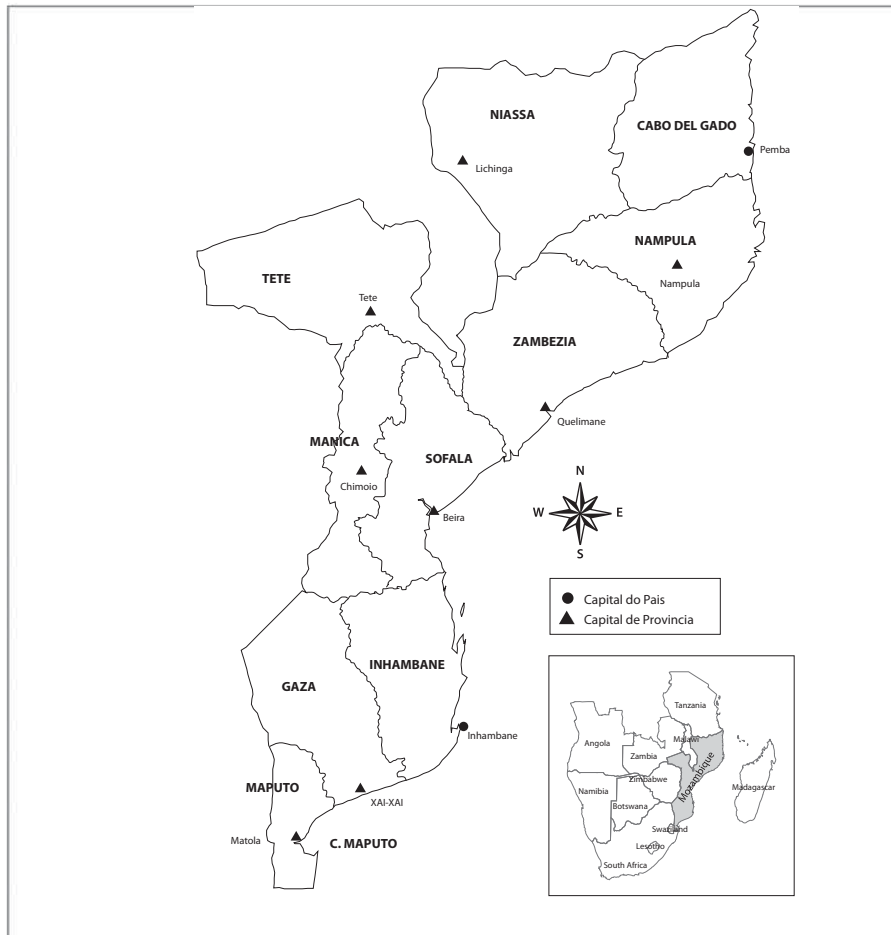 NIASSA
CABO DEL GADO
Pemba
Lichinga
NAMPULA
Nampula
TETE
Tete
ZAMBEZIA
Quelimane
MANICA
SOFALA
Chimoio
Beira
N
W
E
S
Capital do Pais
Capital de Provincia
INHAMBANE
GAZA
Inhambane
MAPUTO
XAI-XAI
Matola
C. MAPUTO
Tanzania
Angola
Malawi
Zambia
Mozambique
Zimbabwe
Namibia
Botswana
Madagascar
Swaziland
Lesotho
South Africa